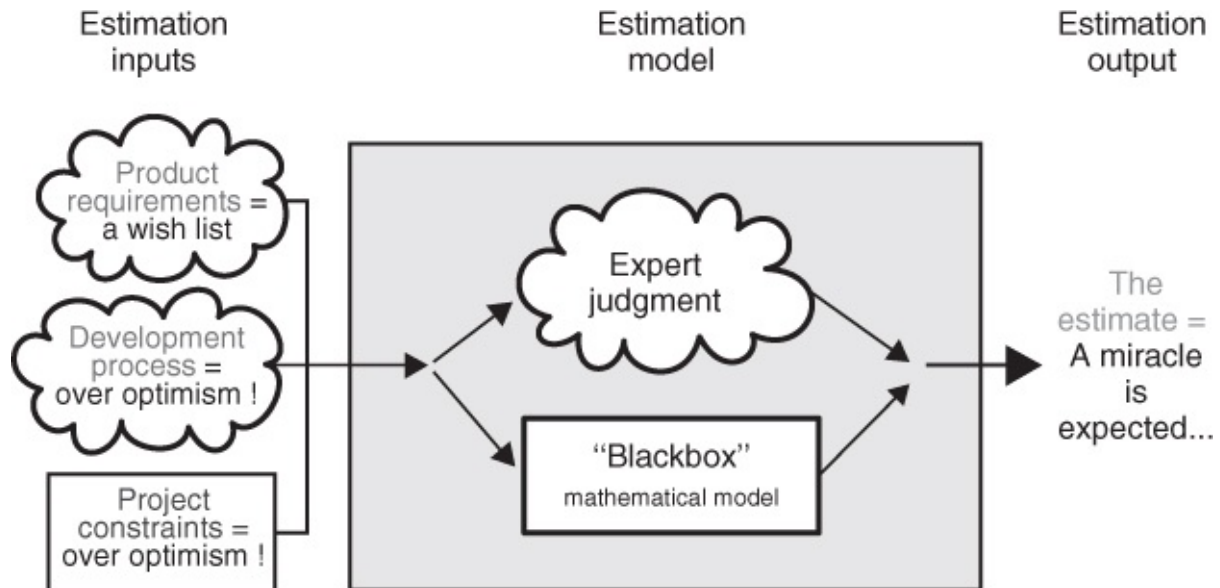 Estimation
inputs
Estimation
model
Estimation
output
Product
requirements =
a wish list
Development
process =
over optimism !
Project
constraints =
over optimism !
Expert
judgment
“Blackbox”
mathematical model
The
estimate =
A miracle
is
expected...